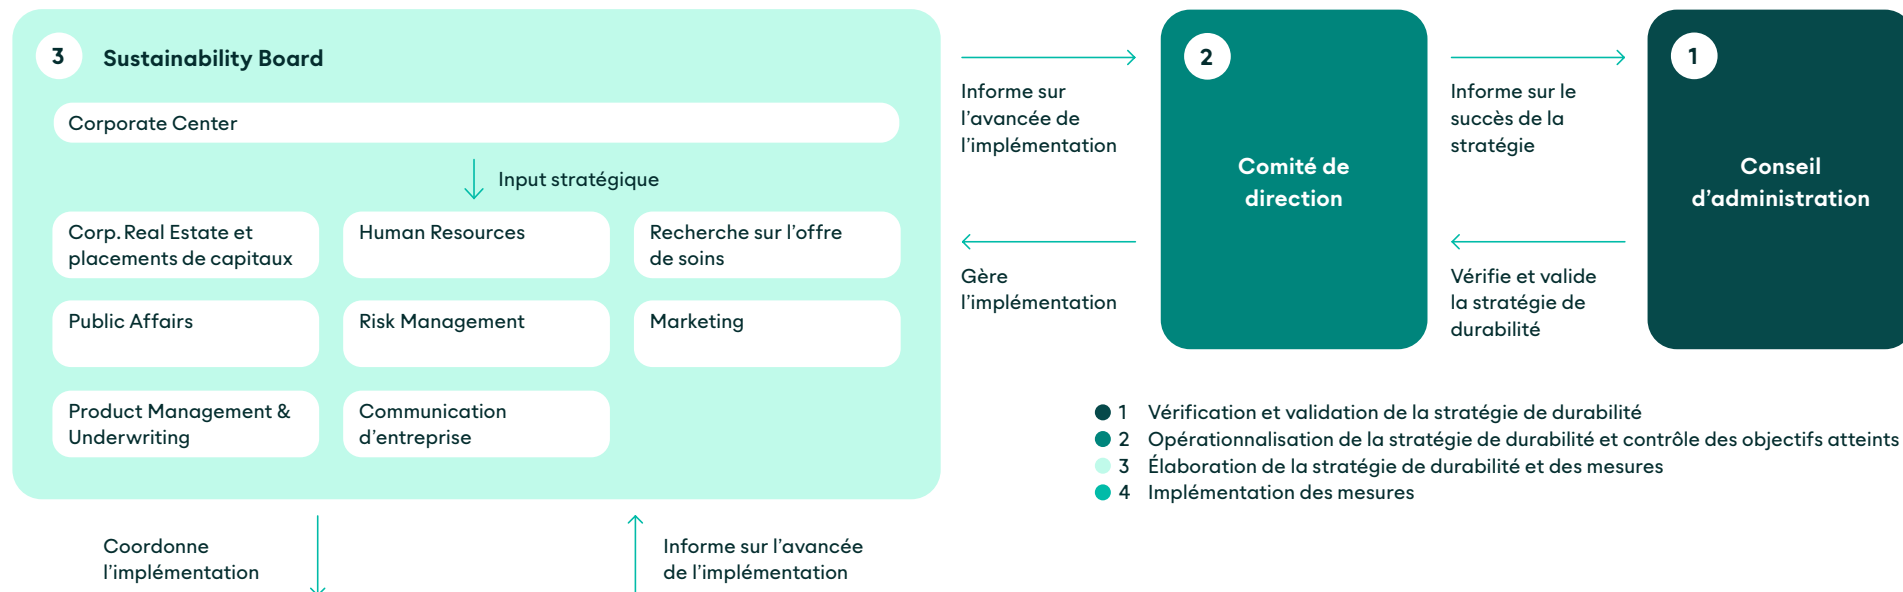 3 Sustainability Board
Corporate Center
Input stratégique
Corp. Real Estate et
placements de capitaux
Human Resources
Recherche sur l'offre
de soins
Public Affairs
Risk Management
Marketing
Product Management &
Underwriting
Communication
d'entreprise
Informe sur
l'avancée de
l'implémentation
Gère
l'implémentation
2
Comité de
direction
Informe sur le
succès de la
stratégie
Vérifie et valide
la stratégie de
durabilité
1
Conseil
d'administration
1 Vérification et validation de la stratégie de durabilité
2 Opérationnalisation de la stratégie de durabilité et contrôle des objectifs atteints
3 Élaboration de la stratégie de durabilité et des mesures
4 Implémentation des mesures
Coordonne
l'implémentation
Informe sur l'avancée
de l'implémentation